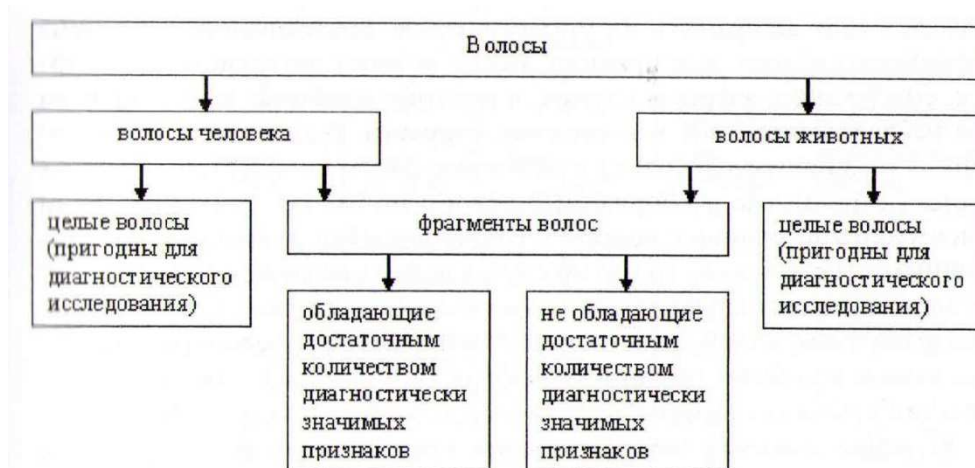 Волосы
волосы человека
волосы животных
целые волосы
(пригодны для
диагностического
исследования)
фрагменты волос
целые волосы
(пригодны для
диагностического
исследования)
обладающие
достаточным
количеством
диагностически
значимых
признаков
не обладающие
достаточным
количеством
диагностически
значимых
признаков